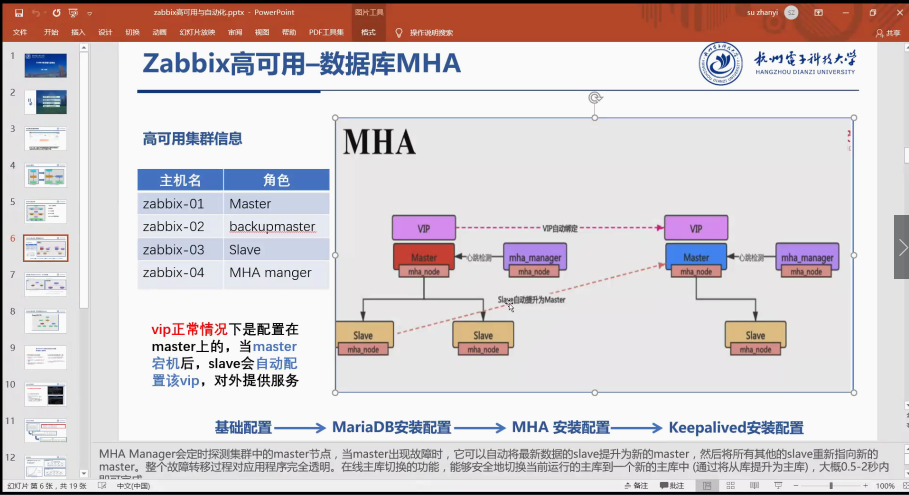 zabbix高可用与自动化.pptx - PowerPoint
图片工具
su zhanyi
SZ
文件 开始 插入 设计 切换 动画 幻灯片放映 审阅 视图 帮助 PDF工具集 格式 操作说明搜索
共享
1
2
3
4
5
6
7
8
9
10
11
12
Zabbix高可用–数据库MHA
杭州电子科技大学
HANGZHOU DIANZI UNIVERSITY
高可用集群信息
主机名 角色
zabbix-01 Master
zabbix-02 backupmaster
zabbix-03 Slave
zabbix-04 MHA manger
vip正常情况下是配置在
master上的，当master
宕机后，slave会自动配
置该vip，对外提供服务
MHA
VIP VIP自动绑定 VIP
Master 心跳检测 mha_manager Master 心跳检测 mha_manager
mha_node mha_node mha_node mha_node
Slave自动提升为Master
Slave Slave Slave
mha_node mha_node mha_node
基础配置 MariaDB安装配置 MHA 安装配置 Keepalived安装配置
MHA Manager会定时探测集群中的master节点，当master出现故障时，它可以自动将最新数据的slave提升为新的master，然后将所有其他的slave重新指向新的
master。整个故障转移过程对应用程序完全透明。在线主库切换的功能，能够安全地切换当前运行的主库到一个新的主库中 (通过将从库提升为主库)，大概0.5-2秒内
幻灯片 第 6 张，共 19 张 中文(中国) 备注 批注 100%